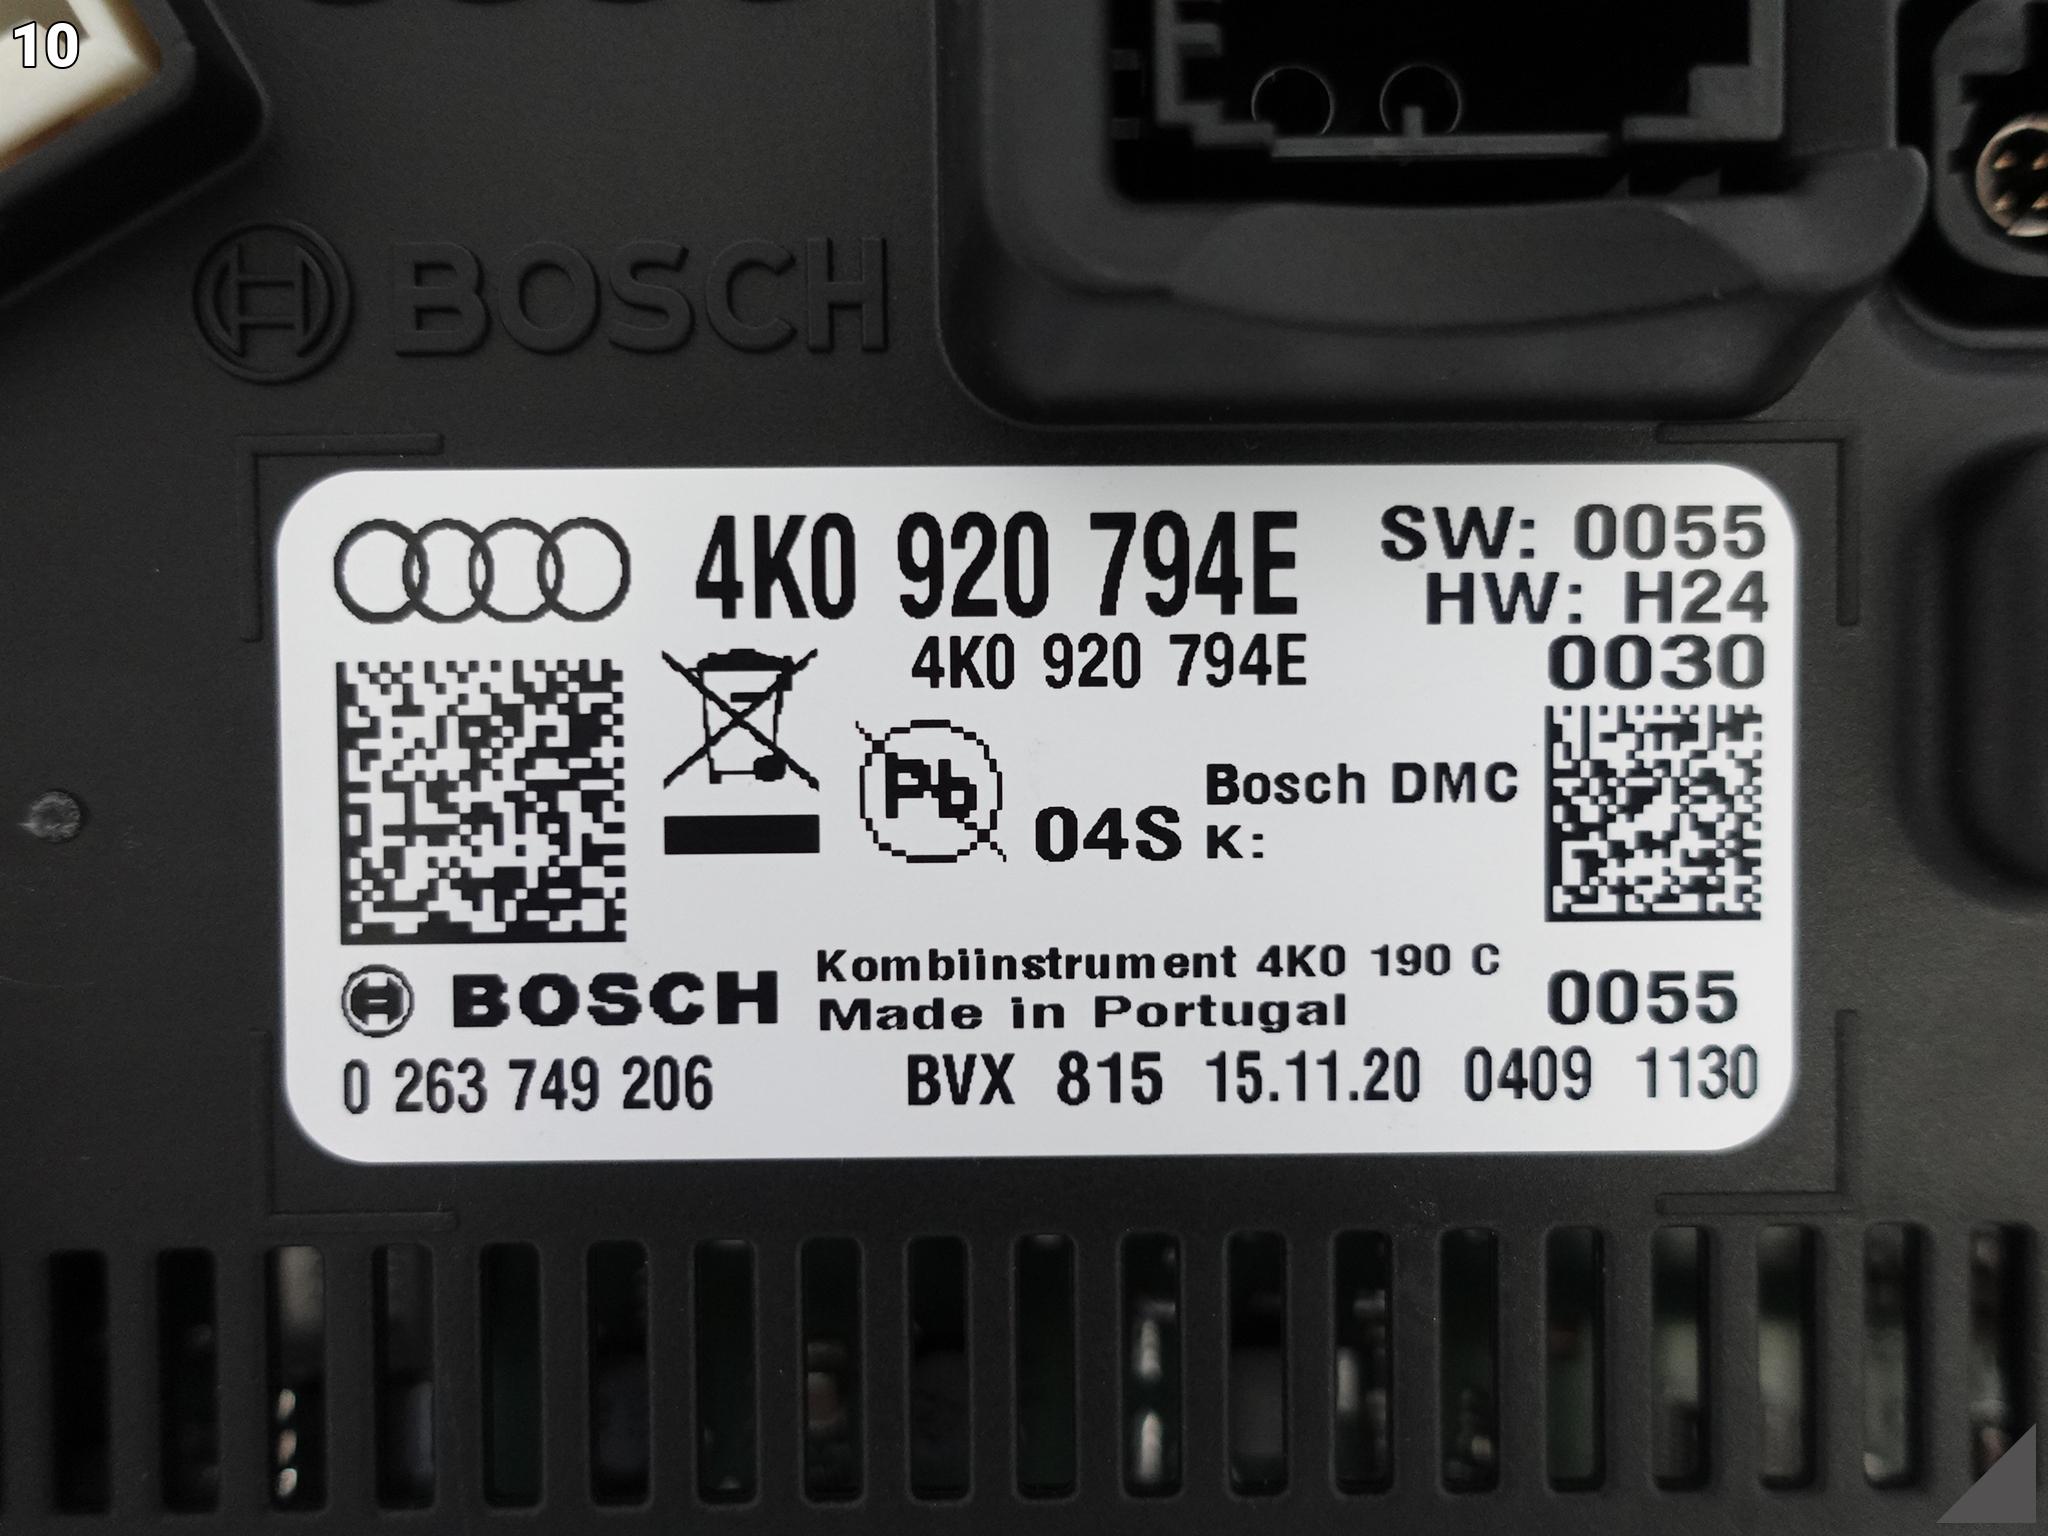 10
BOSCH
4K0 920 794E
SW: 0055
HW: H24
4K0 920 794E
0030
Pb
04S
Bosch DMC
K:
Kombiinstrument 4K0 190 C
BOSCH
Made in Portugal
0055
0 263 749 206
BVX 815 15.11.20 0409 1130